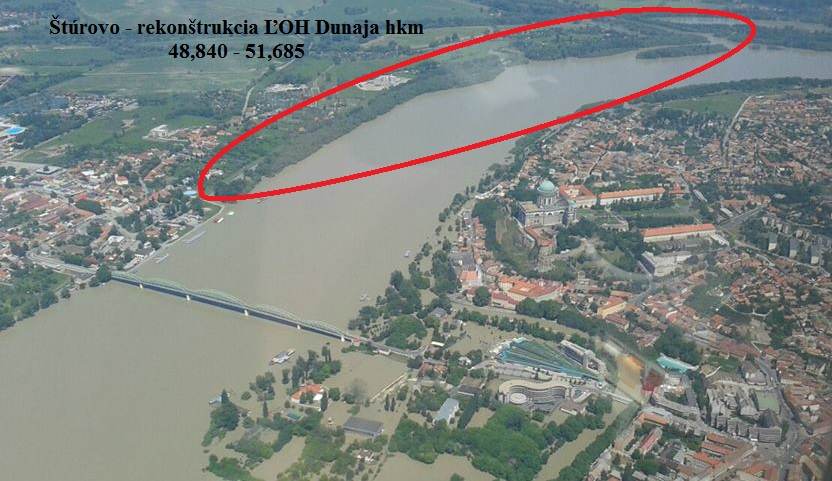 Štúrovo - rekonštrukcia ĽOH Dunaja hkm
48,840 - 51,685